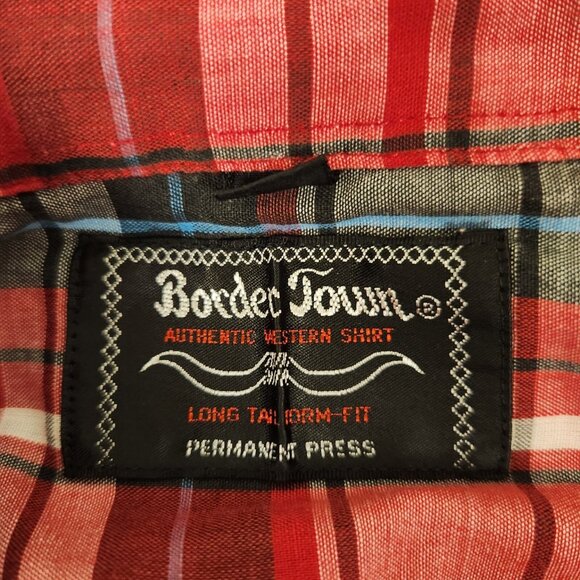 Border Town ®
AUTHENTIC WESTERN SHIRT
LONG TAIL FORM-FIT
PERMANENT PRESS